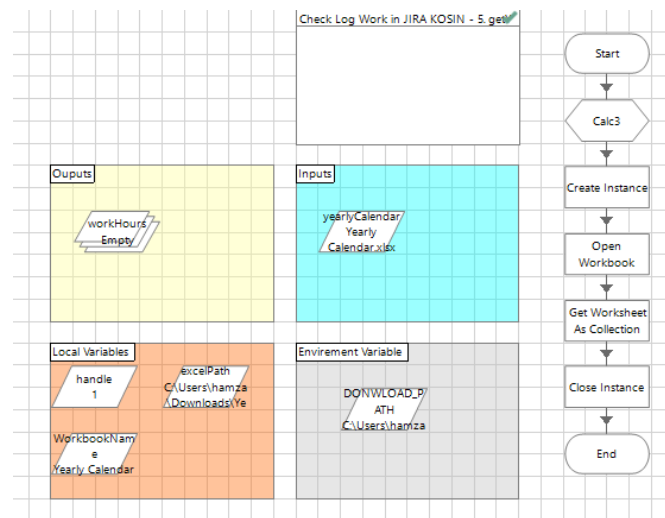 Check Log Work in JIRA KOSIN - 5. get
Start
Calc3
Create Instance
Open
Workbook
Get Worksheet
As Collection
Close Instance
End
Ouputs
workHours
Empty
Inputs
yearlyCalendar
Yearly
Calendar.xlsx
Local Variables
handle
1
excelPath
C:\Users\hamza
\Downloads\Ye
WorkbookNam
e
Yearly Calendar
Envirement Variable
DONWLOAD_P
ATH
C:\Users\hamza